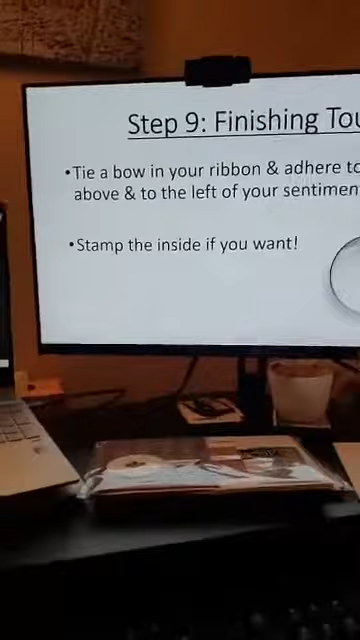 Step 9: Finishing Tou
•Tie a bow in your ribbon & adhere to
above & to the left of your sentimen
•Stamp the inside if you want!